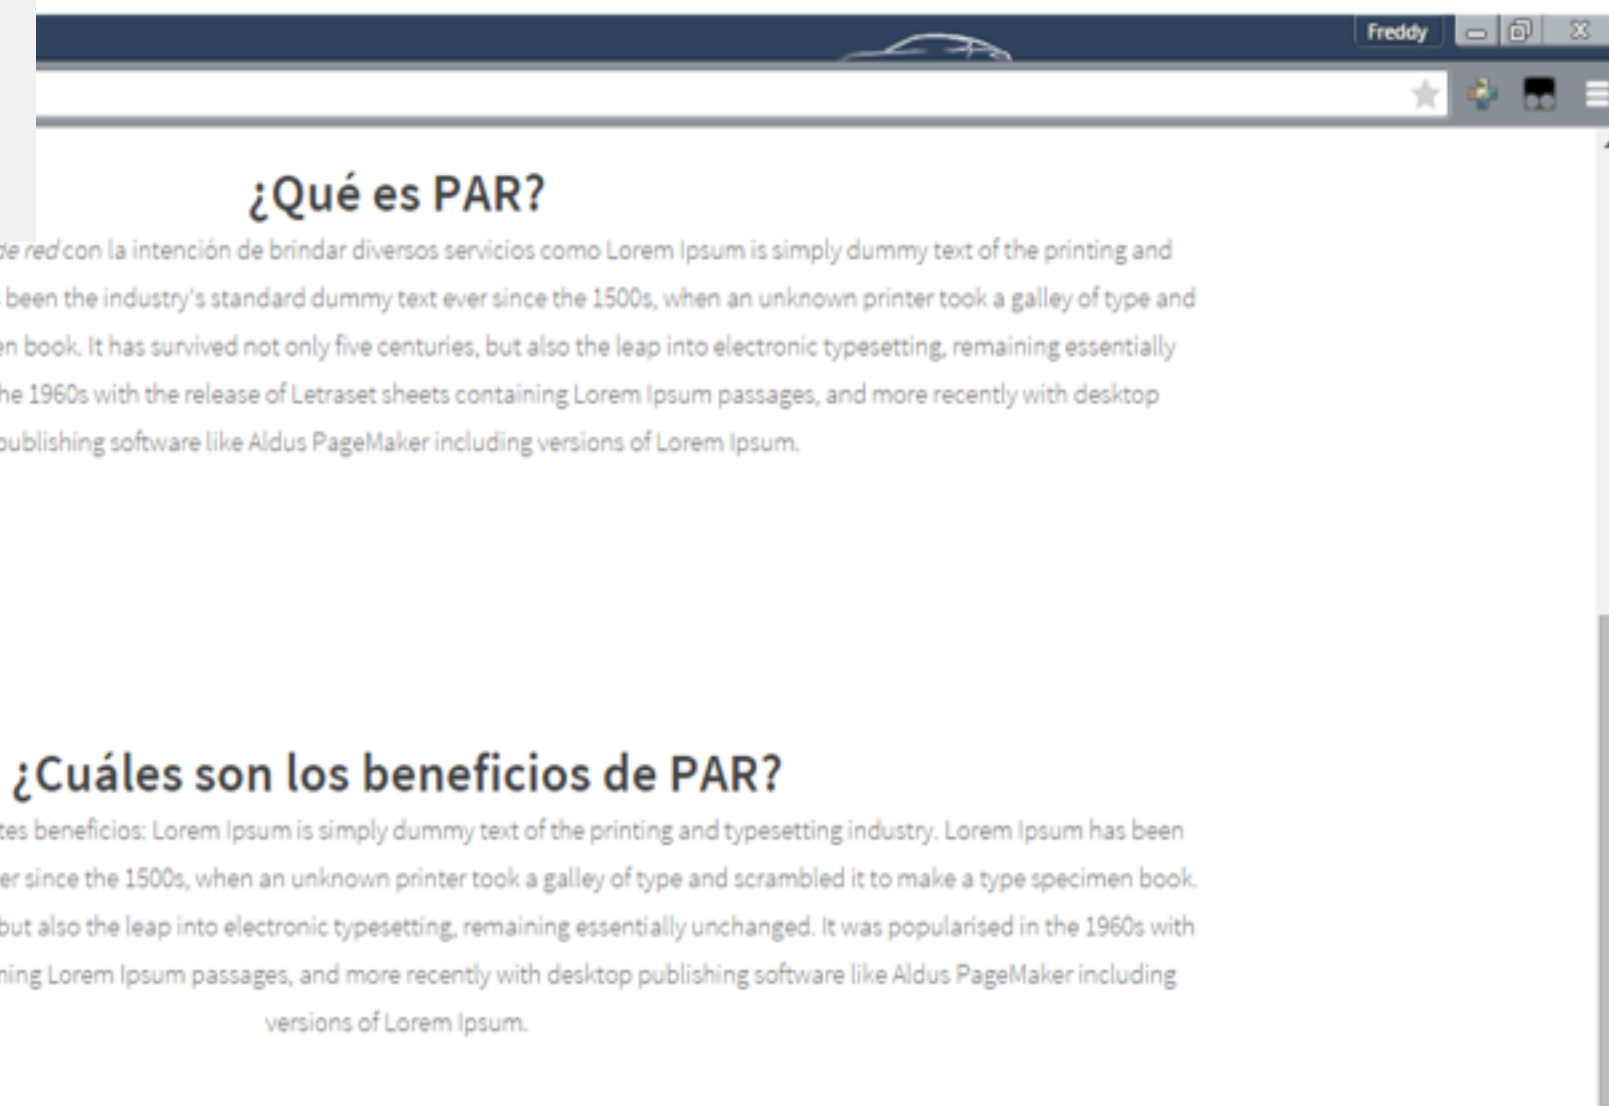 Freddy
¿Qué es PAR?
de red con la intención de brindar diversos servicios como Lorem Ipsum is simply dummy text of the printing and
been the industry's standard dummy text ever since the 1500s, when an unknown printer took a galley of type and
en book. It has survived not only five centuries, but also the leap into electronic typesetting, remaining essentially
he 1960s with the release of Letraset sheets containing Lorem Ipsum passages, and more recently with desktop
publishing software like Aldus PageMaker including versions of Lorem Ipsum.
¿Cuáles son los beneficios de PAR?
tes beneficios: Lorem Ipsum is simply dummy text of the printing and typesetting industry. Lorem Ipsum has been
er since the 1500s, when an unknown printer took a galley of type and scrambled it to make a type specimen book.
but also the leap into electronic typesetting, remaining essentially unchanged. It was popularised in the 1960s with
ning Lorem Ipsum passages, and more recently with desktop publishing software like Aldus PageMaker including
versions of Lorem Ipsum.